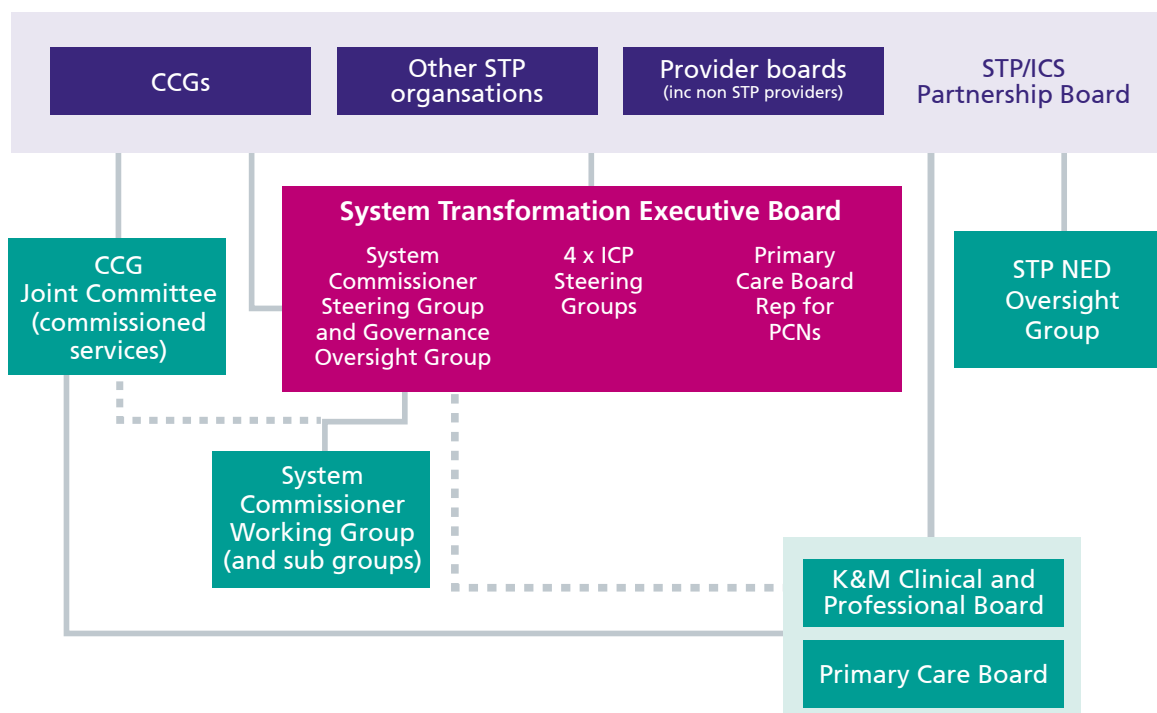 CCGs
Other STP
organsations
Provider boards
(inc non STP providers)
STP/ICS
Partnership Board
System Transformation Executive Board
System
Commissioner
Steering Group
and Governance
Oversight Group
4 x ICP
Steering
Groups
Primary
Care Board
Rep for
PCNs
CCG
Joint Committee
(commissioned
services)
STP NED
Oversight
Group
System
Commissioner
Working Group
(and sub groups)
K&M Clinical and
Professional Board
Primary Care Board